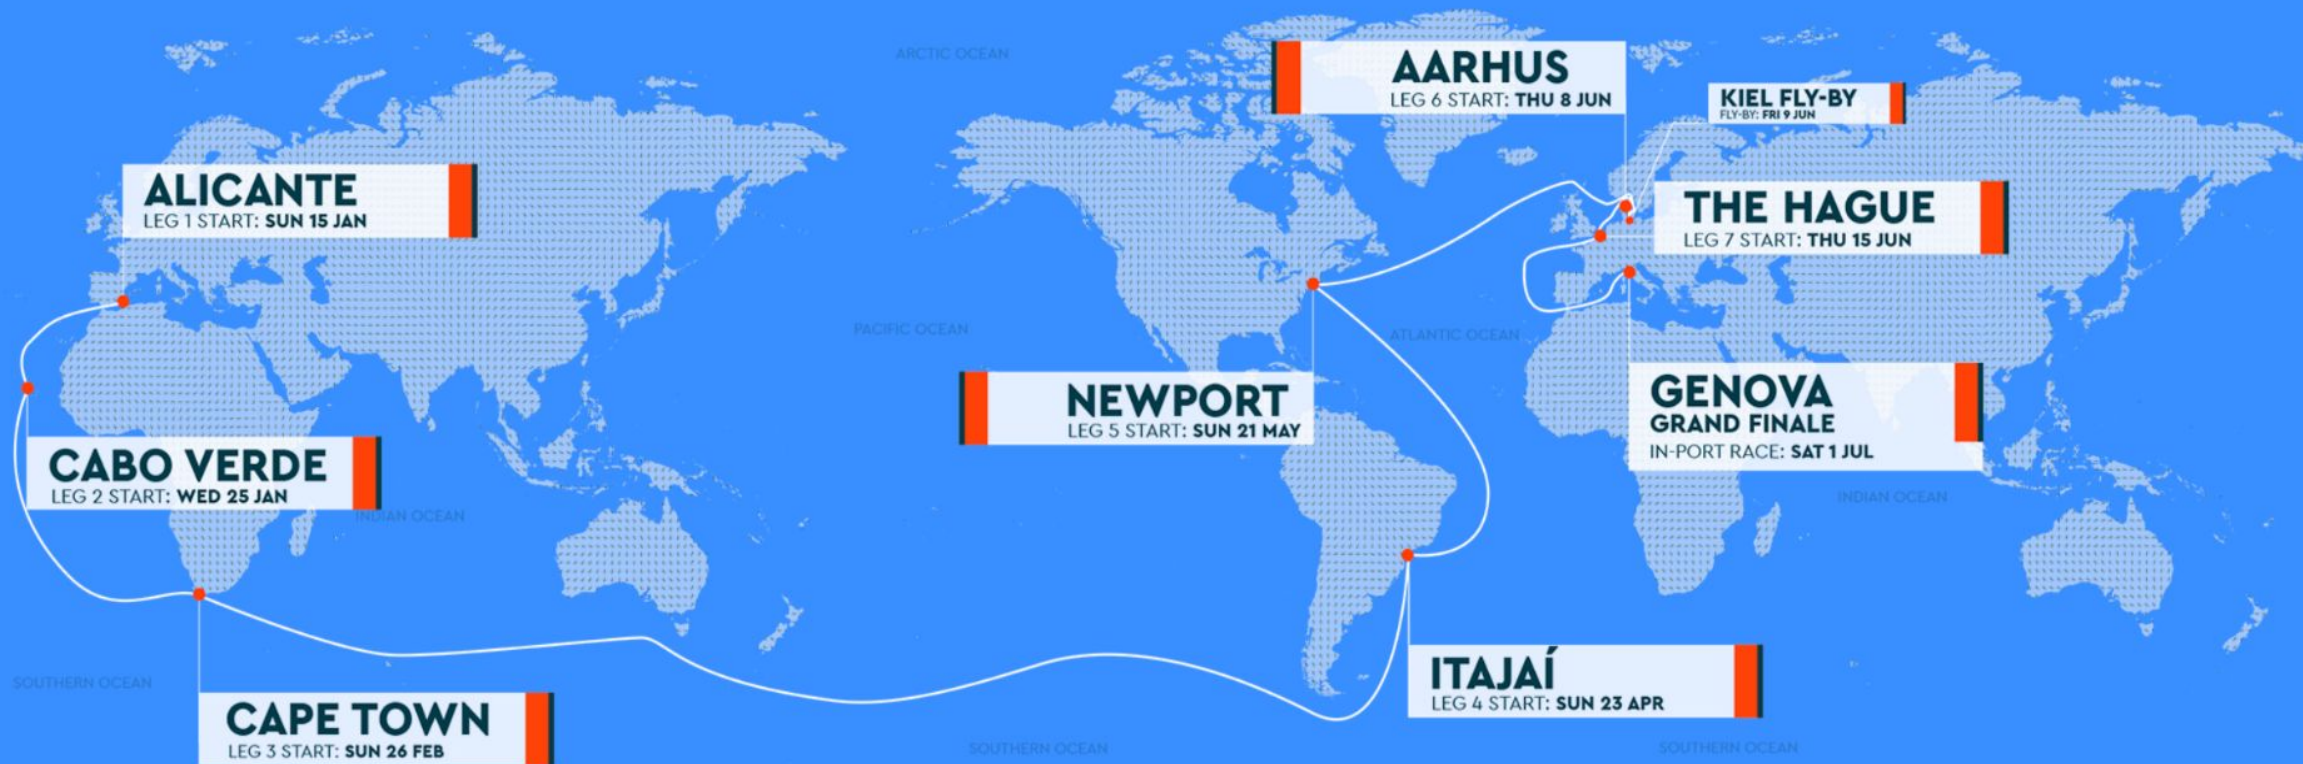 ARCTIC OCEAN
AARHUS
LEG 6 START: THU 8 JUN
KIEL FLY-BY
FLY-BY: FRI 9 JUN
ALICANTE
LEG 1 START: SUN 15 JAN
THE HAGUE
LEG 7 START: THU 15 JUN
PACIFIC OCEAN
ATLANTIC OCEAN
NEWPORT
LEG 5 START: SUN 21 MAY
GENOVA
GRAND FINALE
IN-PORT RACE: SAT 1 JUL
CABO VERDE
LEG 2 START: WED 25 JAN
INDIAN OCEAN
INDIAN OCEAN
ITAJAÍ
LEG 4 START: SUN 23 APR
SOUTHERN OCEAN
CAPE TOWN
LEG 3 START: SUN 26 FEB
SOUTHERN OCEAN
SOUTHERN OCEAN